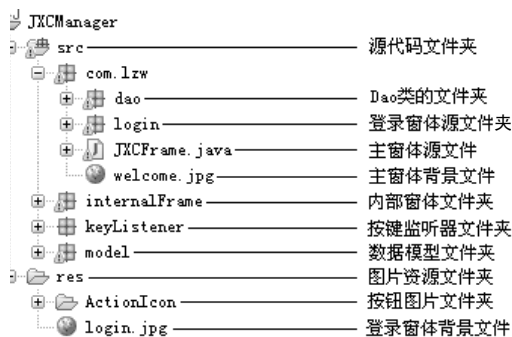 JXCManager
src 源代码文件夹
com.lzw
dao Dao类的文件夹
login 登录窗体源文件夹
JXCFrame.java 主窗体源文件
welcome.jpg 主窗体背景文件
internalFrame 内部窗体文件夹
keyListener 按键监听器文件夹
model 数据模型文件夹
res 图片资源文件夹
ActionIcon 按钮图片文件夹
login.jpg 登录窗体背景文件